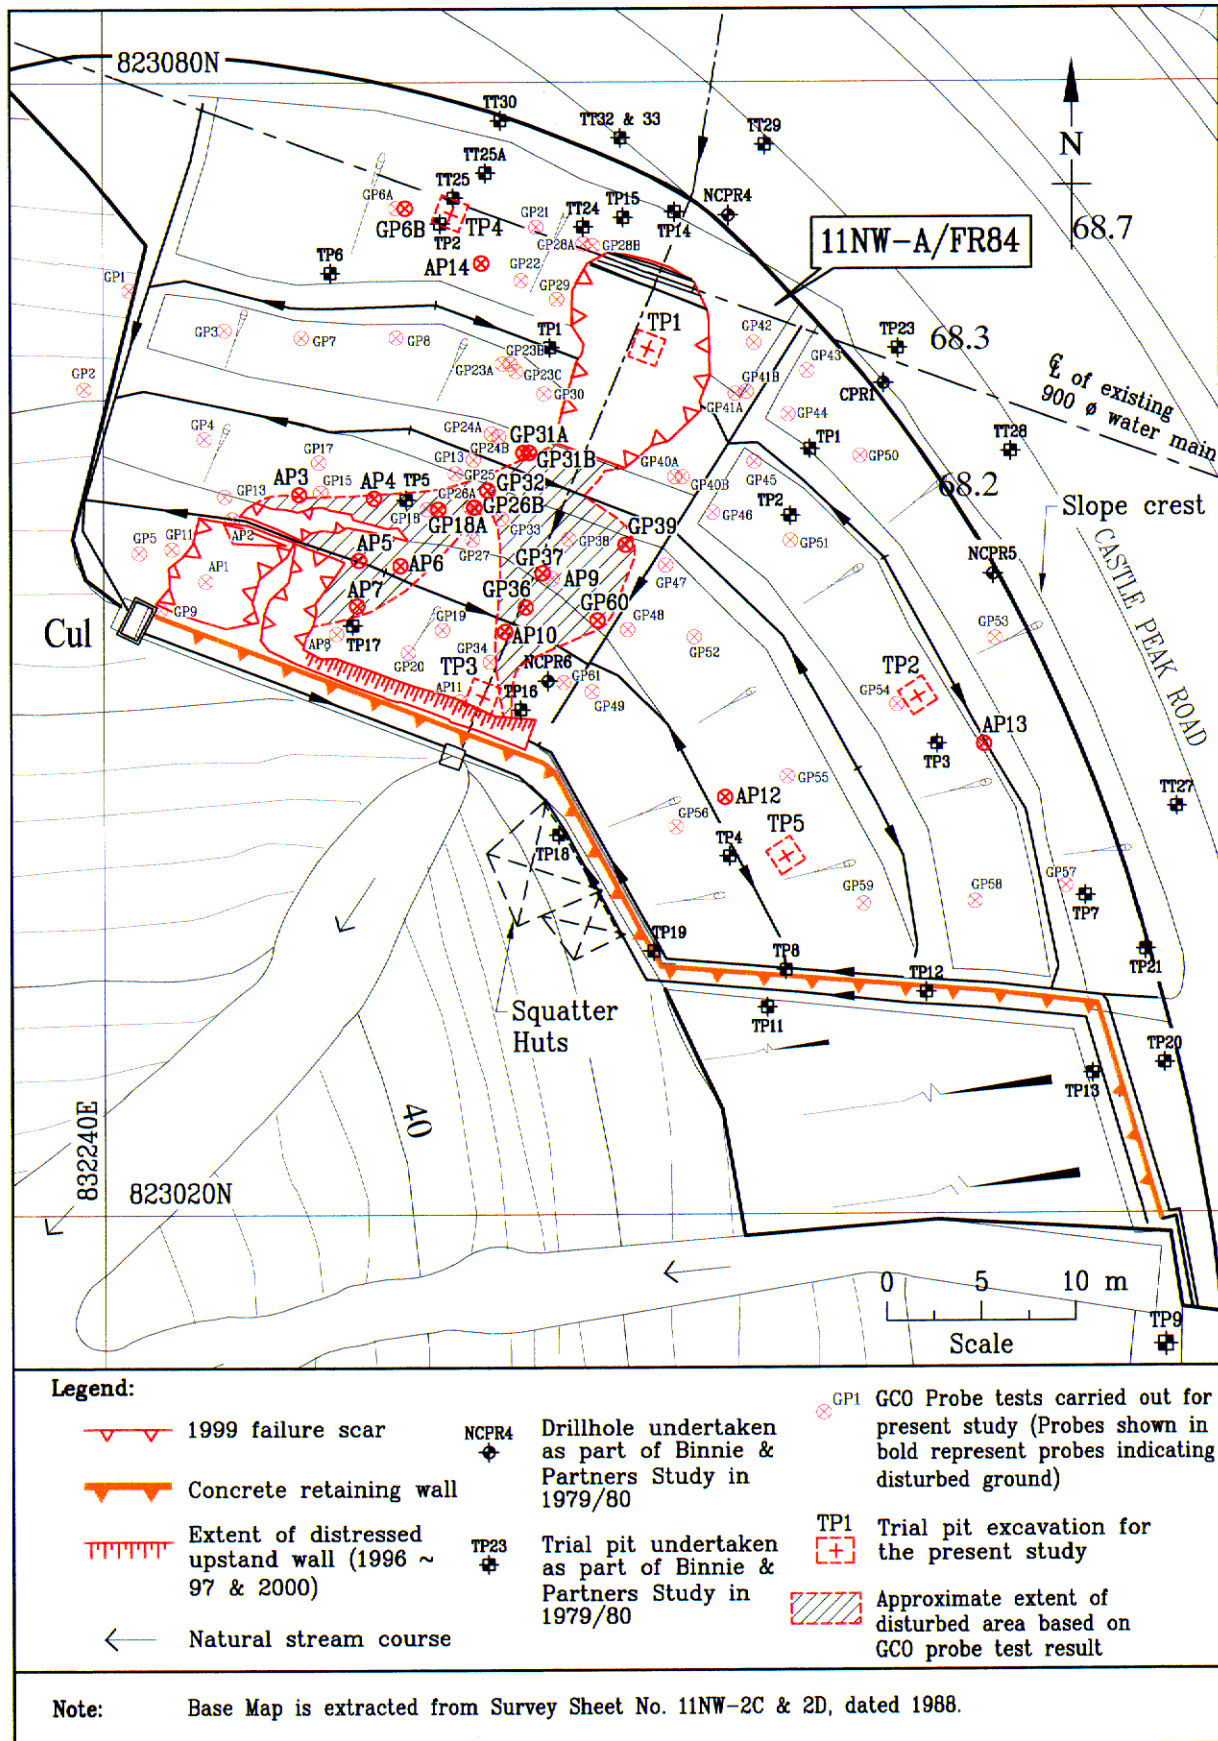 823080N
TT30
TT32 & 33
TT29
N
TT25A
TT25
GP6A
GP6B
TP4
TP2
GP21
TT24
TP15
TP14
NCPR4
68.7
11NW-A/FR84
GP28A
GP28B
TP6
AP14
GP22
GP29
GP1
GP3
GP7
GP8
TP1
TP1
GP42
TP23
68.3
GP23B
GP23A
GP23C
GP43
GP2
GP30
GP41B
GP41A
CPR1
℄ of existing
900 ø water main
GP44
GP4
GP24A
GP24B
GP31A
GP31B
TP1
TT28
GP17
GP13
GP40A
GP40B
GP45
GP50
68.2
Slope crest
AP3
GP15
AP4
TP5
GP25
GP32
GP13
GP26A
GP26B
GP18
GP18A
GP46
TP2
AP2
GP33
GP5
GP11
GP27
GP38
GP39
GP51
CASTLE PEAK ROAD
AP1
AP5
AP6
GP37
AP9
GP47
NCPR5
AP7
GP36
GP60
GP9
Cul
AP8
TP17
GP19
AP10
GP48
GP52
GP53
GP20
GP34
TP3
NCPR6
GP61
TP2
GP54
AP11
TP16
GP49
AP13
TP3
GP55
AP12
TT27
GP56
TP5
TP18
TP4
GP59
GP58
GP57
TP7
TP19
TP8
TP12
TP21
Squatter
Huts
TP11
TP20
TP13
40
832240E
823020N
0 5 10 m
Scale
TP9
Legend:
1999 failure scar
Concrete retaining wall
Extent of distressed
upstand wall (1996 ~
97 & 2000)
Natural stream course
NCPR4
Drillhole undertaken
as part of Binnie &
Partners Study in
1979/80
TP23
Trial pit undertaken
as part of Binnie &
Partners Study in
1979/80
GP1
GCO Probe tests carried out for
present study (Probes shown in
bold represent probes indicating
disturbed ground)
TP1
Trial pit excavation for
the present study
Approximate extent of
disturbed area based on
GCO probe test result
Note: Base Map is extracted from Survey Sheet No. 11NW-2C & 2D, dated 1988.